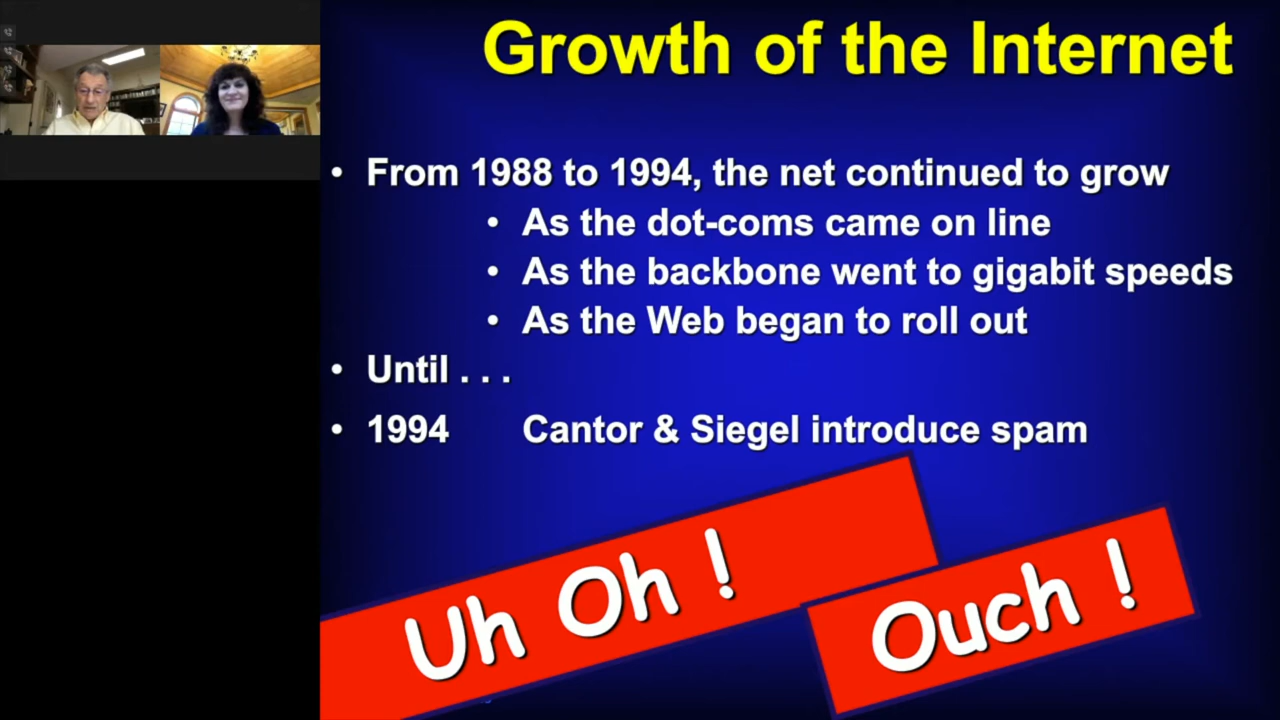 Growth of the Internet
• From 1988 to 1994, the net continued to grow
• As the dot-coms came on line
• As the backbone went to gigabit speeds
• As the Web began to roll out
• Until . . .
• 1994 Cantor & Siegel introduce spam
Uh Oh !
Ouch !